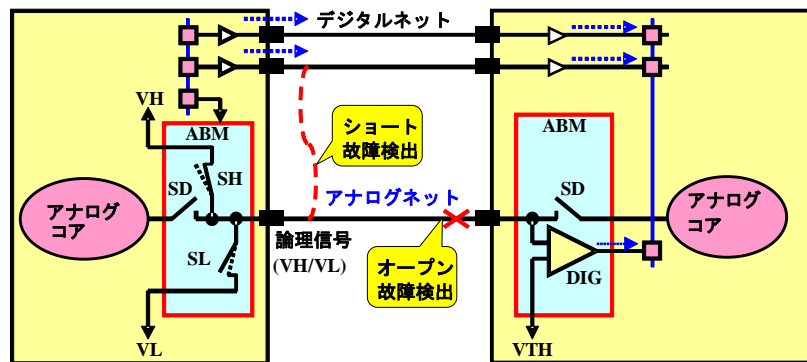 デジタルネット
VH
ABM
ショート
故障検出
ABM
SH
SD
アナログ
コア
アナログネット
SD
アナログ
コア
論理信号
(VH/VL)
SL
オープン
故障検出
DIG
VL
VTH